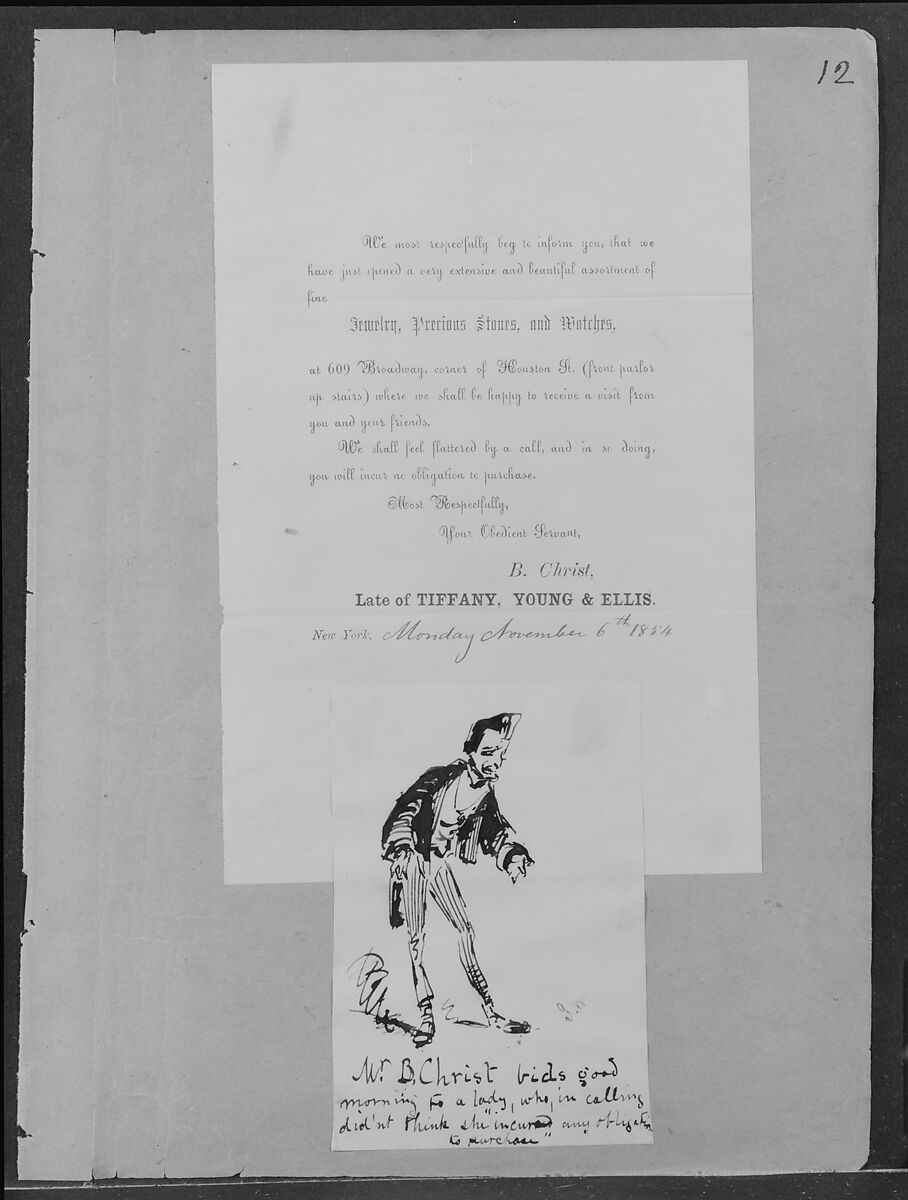 12
We most respectfully beg to inform you, that we
have just opened a very extensive and beautiful assortment of
fine
Jewelry, Precious Stones, and Watches,
at 609 Broadway, corner of Houston St. (front parlor
up stairs) where we shall be happy to receive a visit from
you and your friends.
We shall feel flattered by a call, and in so doing,
you will incur no obligation to purchase.
Most Respectfully,
Your Obedient Servant,
B. Christ,
Late of TIFFANY, YOUNG & ELLIS.
New York, Monday November 6th 1854
Mr B, Christ bids good
morning to a lady, who, in calling
did'nt think she "incured any obligation
to purchase"